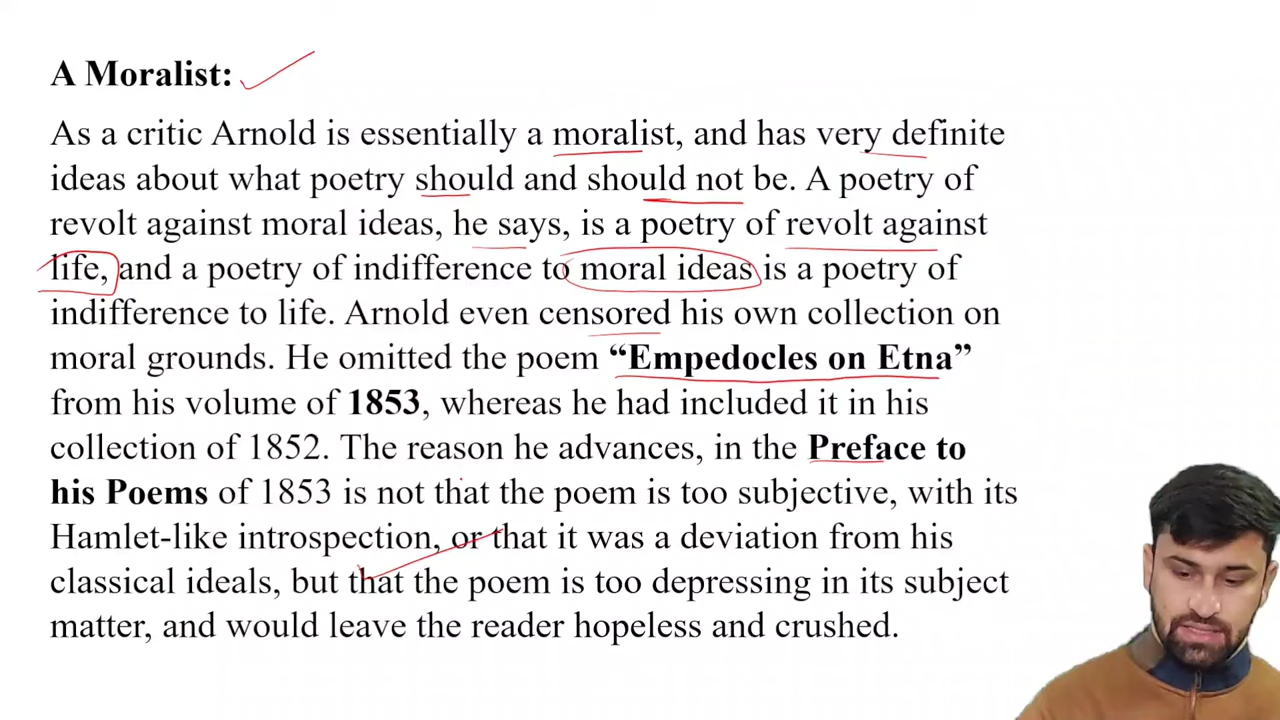 A Moralist:
As a critic Arnold is essentially a moralist, and has very definite
ideas about what poetry should and should not be. A poetry of
revolt against moral ideas, he says, is a poetry of revolt against
life, and a poetry of indifference to moral ideas is a poetry of
indifference to life. Arnold even censored his own collection on
moral grounds. He omitted the poem “Empedocles on Etna”
from his volume of 1853, whereas he had included it in his
collection of 1852. The reason he advances, in the Preface to
his Poems of 1853 is not that the poem is too subjective, with its
Hamlet-like introspection, or that it was a deviation from his
classical ideals, but that the poem is too depressing in its subject
matter, and would leave the reader hopeless and crushed.